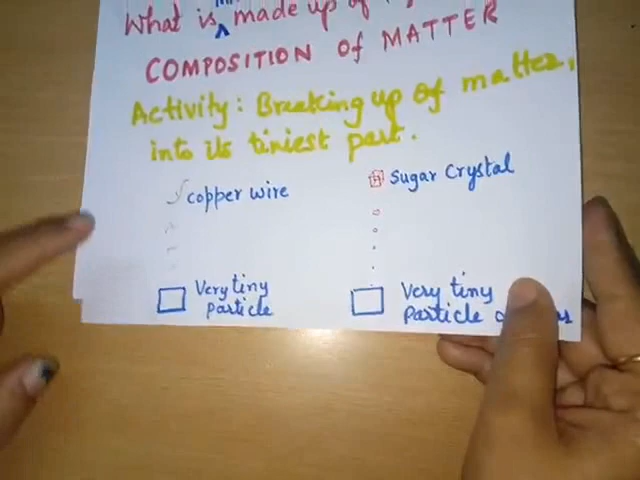 What is made up of
COMPOSITION of MATTER
Activity: Breaking up of matter,
into its tiniest part.
copper wire
Sugar Crystal
Very tiny
Particle
Very tiny
Particle